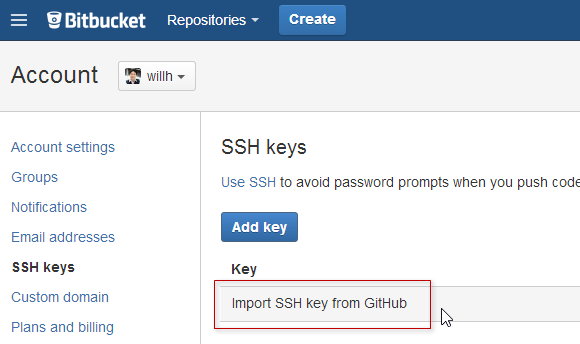 Bitbucket Repositories Create
Account willh
Account settings
Groups
Notifications
Email addresses
SSH keys
Custom domain
Plans and billing
SSH keys
Use SSH to avoid password prompts when you push code
Add key
Key
Import SSH key from GitHub